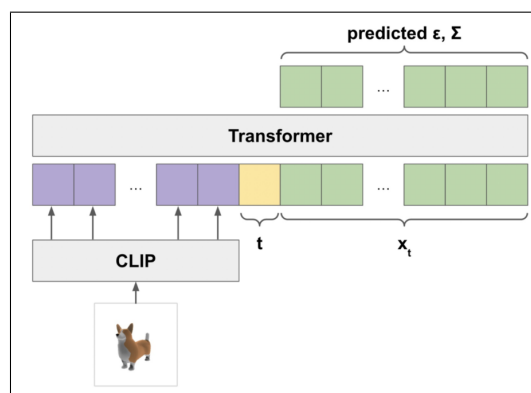 predicted ε, Σ
...
Transformer
...
...
t
x_t
CLIP